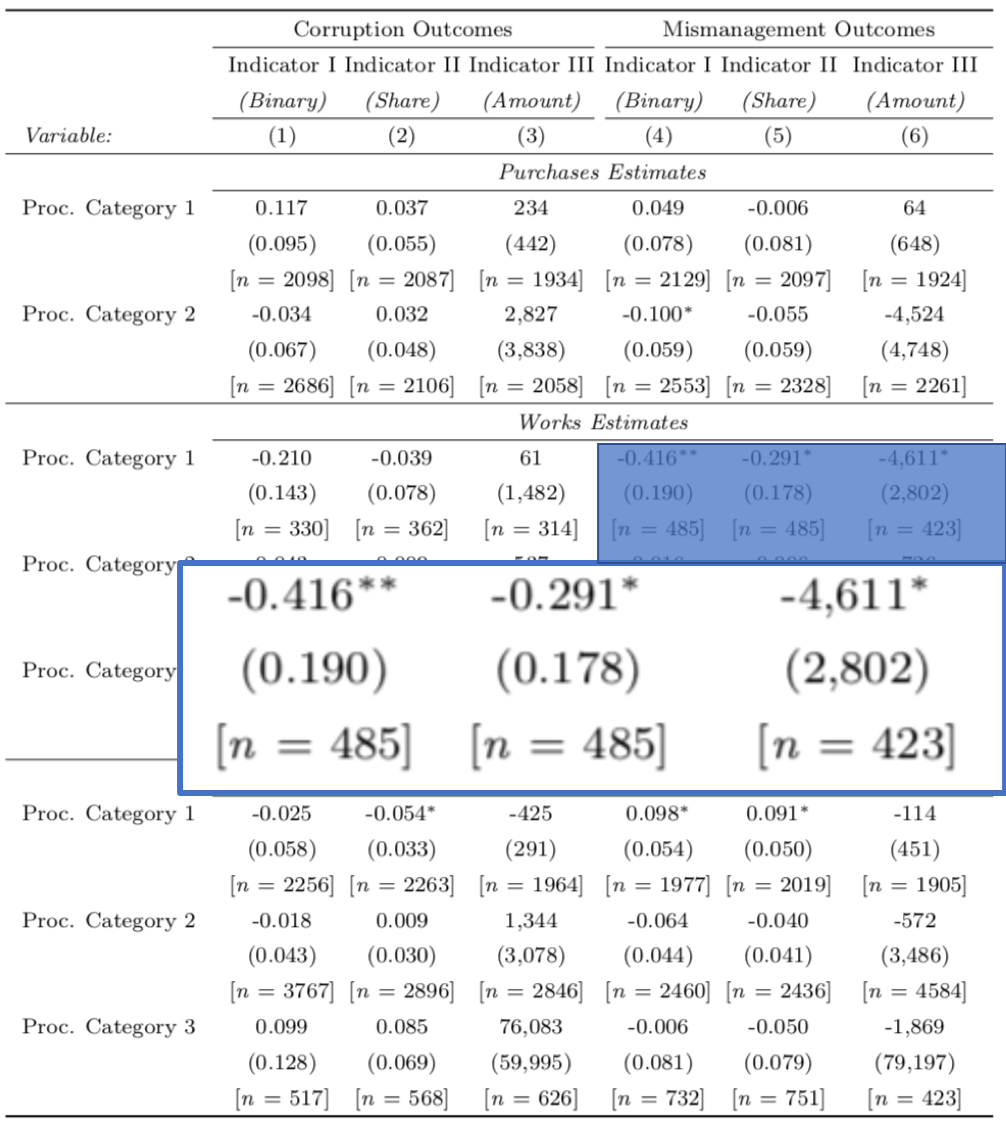 Corruption Outcomes Mismanagement Outcomes
Indicator I Indicator II Indicator III Indicator I Indicator II Indicator III
(Binary) (Share) (Amount) (Binary) (Share) (Amount)
Variable: (1) (2) (3) (4) (5) (6)
Purchases Estimates
Proc. Category 1 0.117 0.037 234 0.049 -0.006 64
(0.095) (0.055) (442) (0.078) (0.081) (648)
[n = 2098] [n = 2087] [n = 1934] [n = 2129] [n = 2097] [n = 1924]
Proc. Category 2 -0.034 0.032 2,827 -0.100* -0.055 -4,524
(0.067) (0.048) (3,838) (0.059) (0.059) (4,748)
[n = 2686] [n = 2106] [n = 2058] [n = 2553] [n = 2328] [n = 2261]
Works Estimates
Proc. Category 1 -0.210 -0.039 61 -0.416** -0.291* -4,611*
(0.143) (0.078) (1,482) (0.190) (0.178) (2,802)
[n = 330] [n = 362] [n = 314] [n = 485] [n = 485] [n = 423]
Proc. Category
-0.416** -0.291* -4,611*
Proc. Category (0.190) (0.178) (2,802)
[n = 485] [n = 485] [n = 423]
Proc. Category 1 -0.025 -0.054* -425 0.098* 0.091* -114
(0.058) (0.033) (291) (0.054) (0.050) (451)
[n = 2256] [n = 2263] [n = 1964] [n = 1977] [n = 2019] [n = 1905]
Proc. Category 2 -0.018 0.009 1,344 -0.064 -0.040 -572
(0.043) (0.030) (3,078) (0.044) (0.041) (3,486)
[n = 3767] [n = 2896] [n = 2846] [n = 2460] [n = 2436] [n = 4584]
Proc. Category 3 0.099 0.085 76,083 -0.006 -0.050 -1,869
(0.128) (0.069) (59,995) (0.081) (0.079) (79,197)
[n = 517] [n = 568] [n = 626] [n = 732] [n = 751] [n = 423]